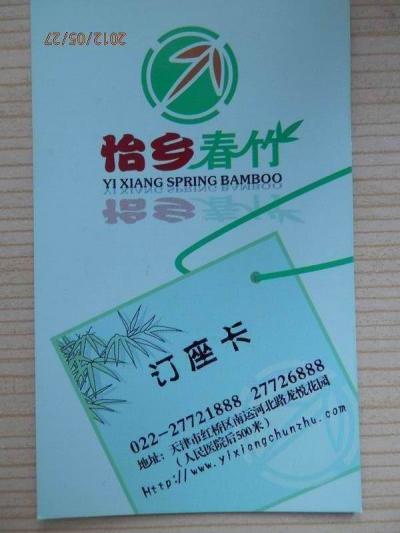 2012/05/27
怡乡春竹
YI XIANG SPRING BAMBOO
订座卡
022-27721888 27726888
地址：天津市红桥区南运河北路龙悦花园
（人民医院后500米）
Http://www.yixiangchunzhu.com